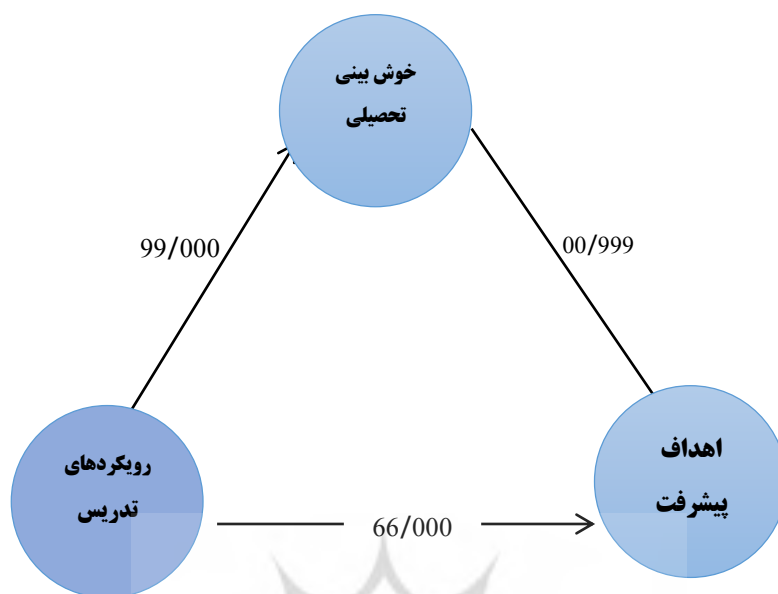 خوش بینی
تحصیلی
99/000
00/999
رویکردهای
تدریس
66/000
اهداف
پیشرفت